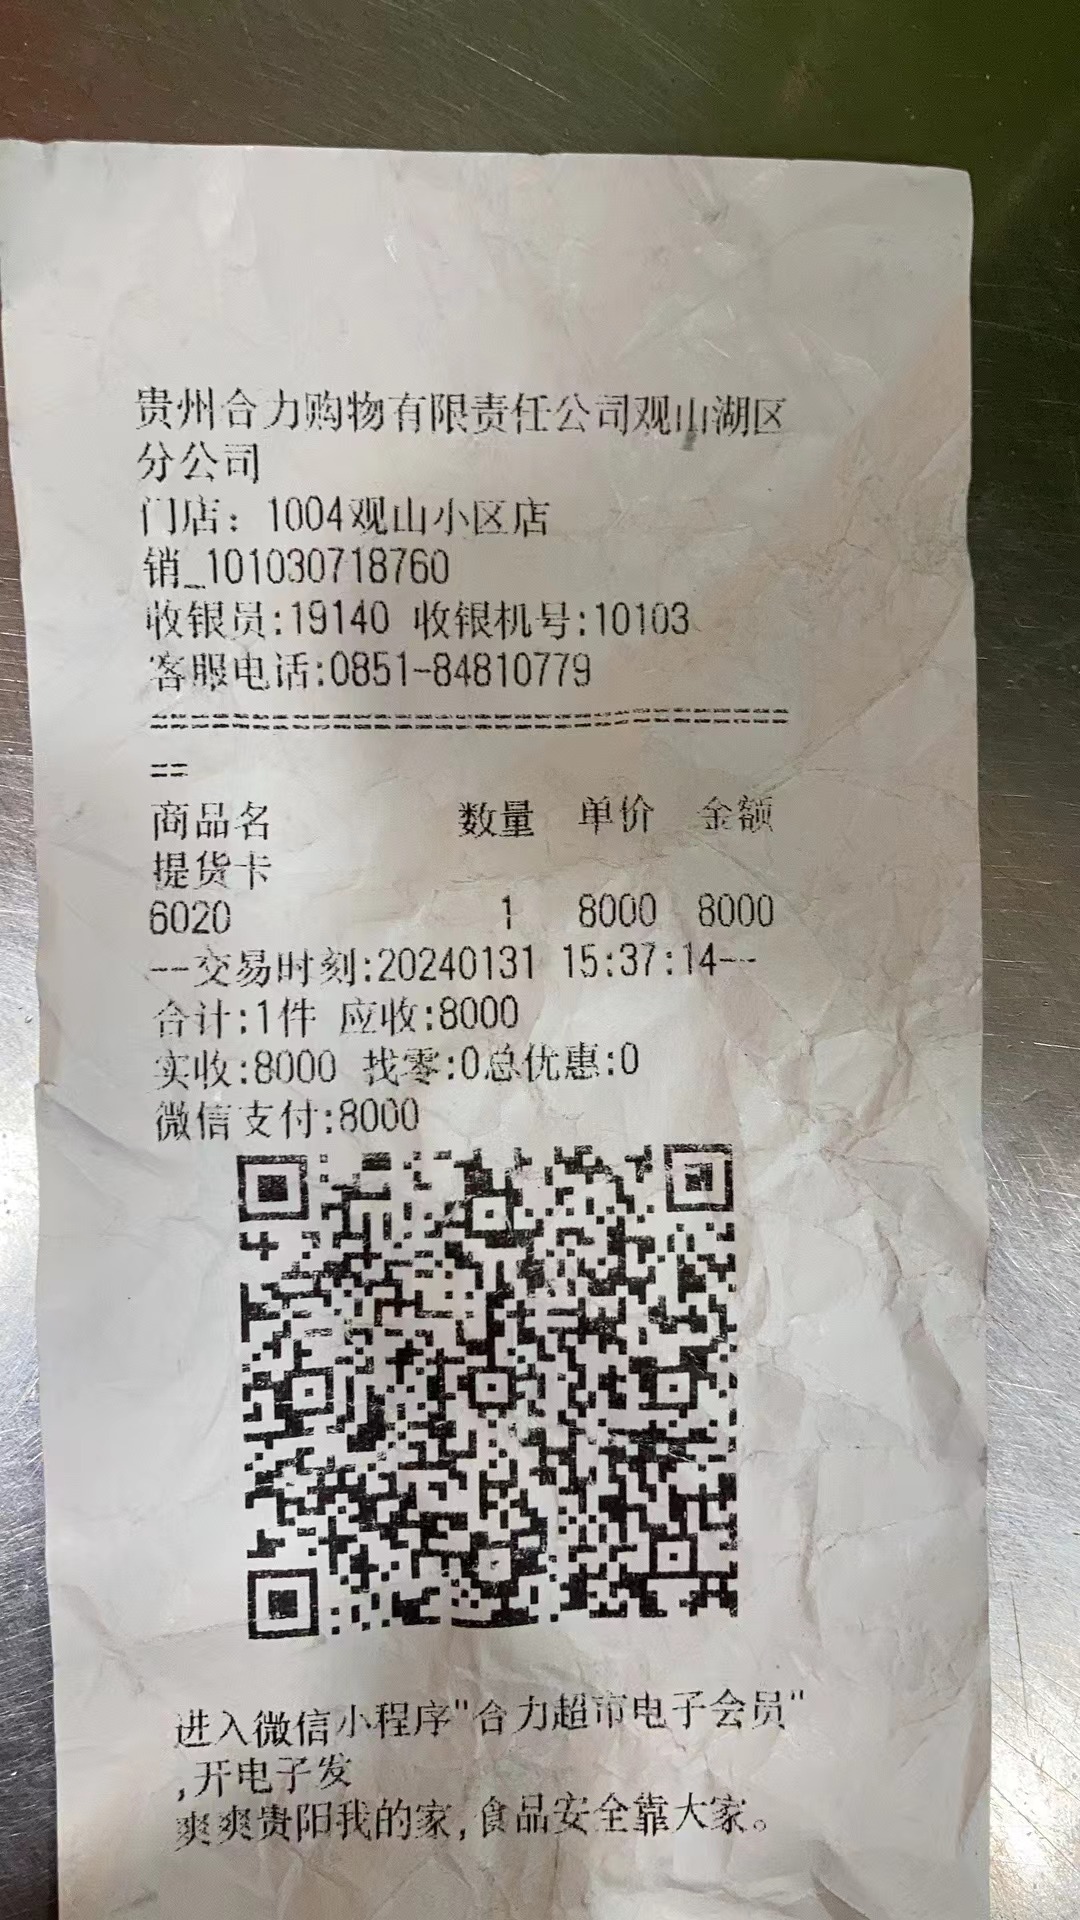 贵州合力购物有限责任公司观山湖区
分公司
门店：1004观山小区店
销_101030718760
收银员:19140 收银机号:10103
客服电话:0851-84810779
================================
==
商品名 数量 单价 金额
提货卡
6020 1 8000 8000
--交易时刻:20240131 15:37:14--
合计:1件 应收:8000
实收:8000 找零:0总优惠:0
微信支付:8000
进入微信小程序"合力超市电子会员"
,开电子发
爽爽贵阳我的家,食品安全靠大家。